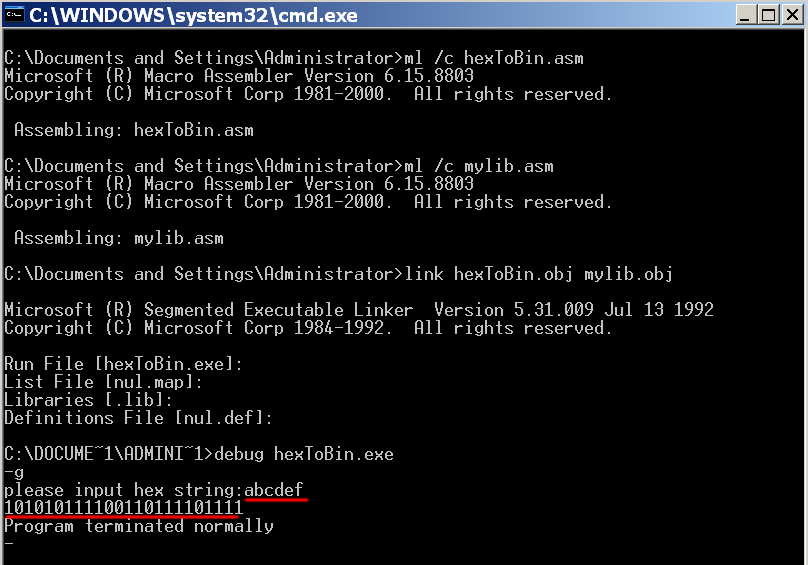 C:\WINDOWS\system32\cmd.exe
C:\Documents and Settings\Administrator>ml /c hexToBin.asm
Microsoft (R) Macro Assembler Version 6.15.8803
Copyright (C) Microsoft Corp 1981-2000.  All rights reserved.
Assembling: hexToBin.asm
C:\Documents and Settings\Administrator>ml /c mylib.asm
Microsoft (R) Macro Assembler Version 6.15.8803
Copyright (C) Microsoft Corp 1981-2000.  All rights reserved.
Assembling: mylib.asm
C:\Documents and Settings\Administrator>link hexToBin.obj mylib.obj
Microsoft (R) Segmented Executable Linker  Version 5.31.009 Jul 13 1992
Copyright (C) Microsoft Corp 1984-1992.  All rights reserved.
Run File [hexToBin.exe]:
List File [nul.map]:
Libraries [.lib]:
Definitions File [nul.def]:
C:\DOCUME~1\ADMINI~1>debug hexToBin.exe
-g
please input hex string:abcdef
101010111100110111101111
Program terminated normally
-